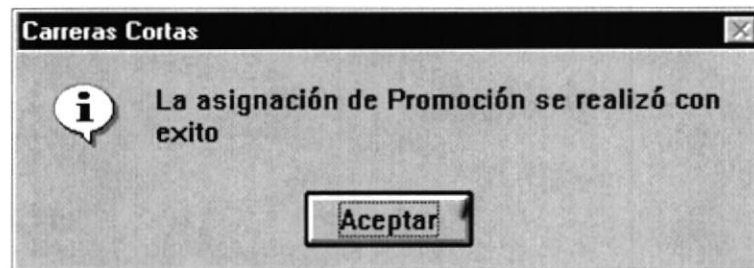 Carreras Cortas
La asignación de Promoción se realizó con
exito
Aceptar